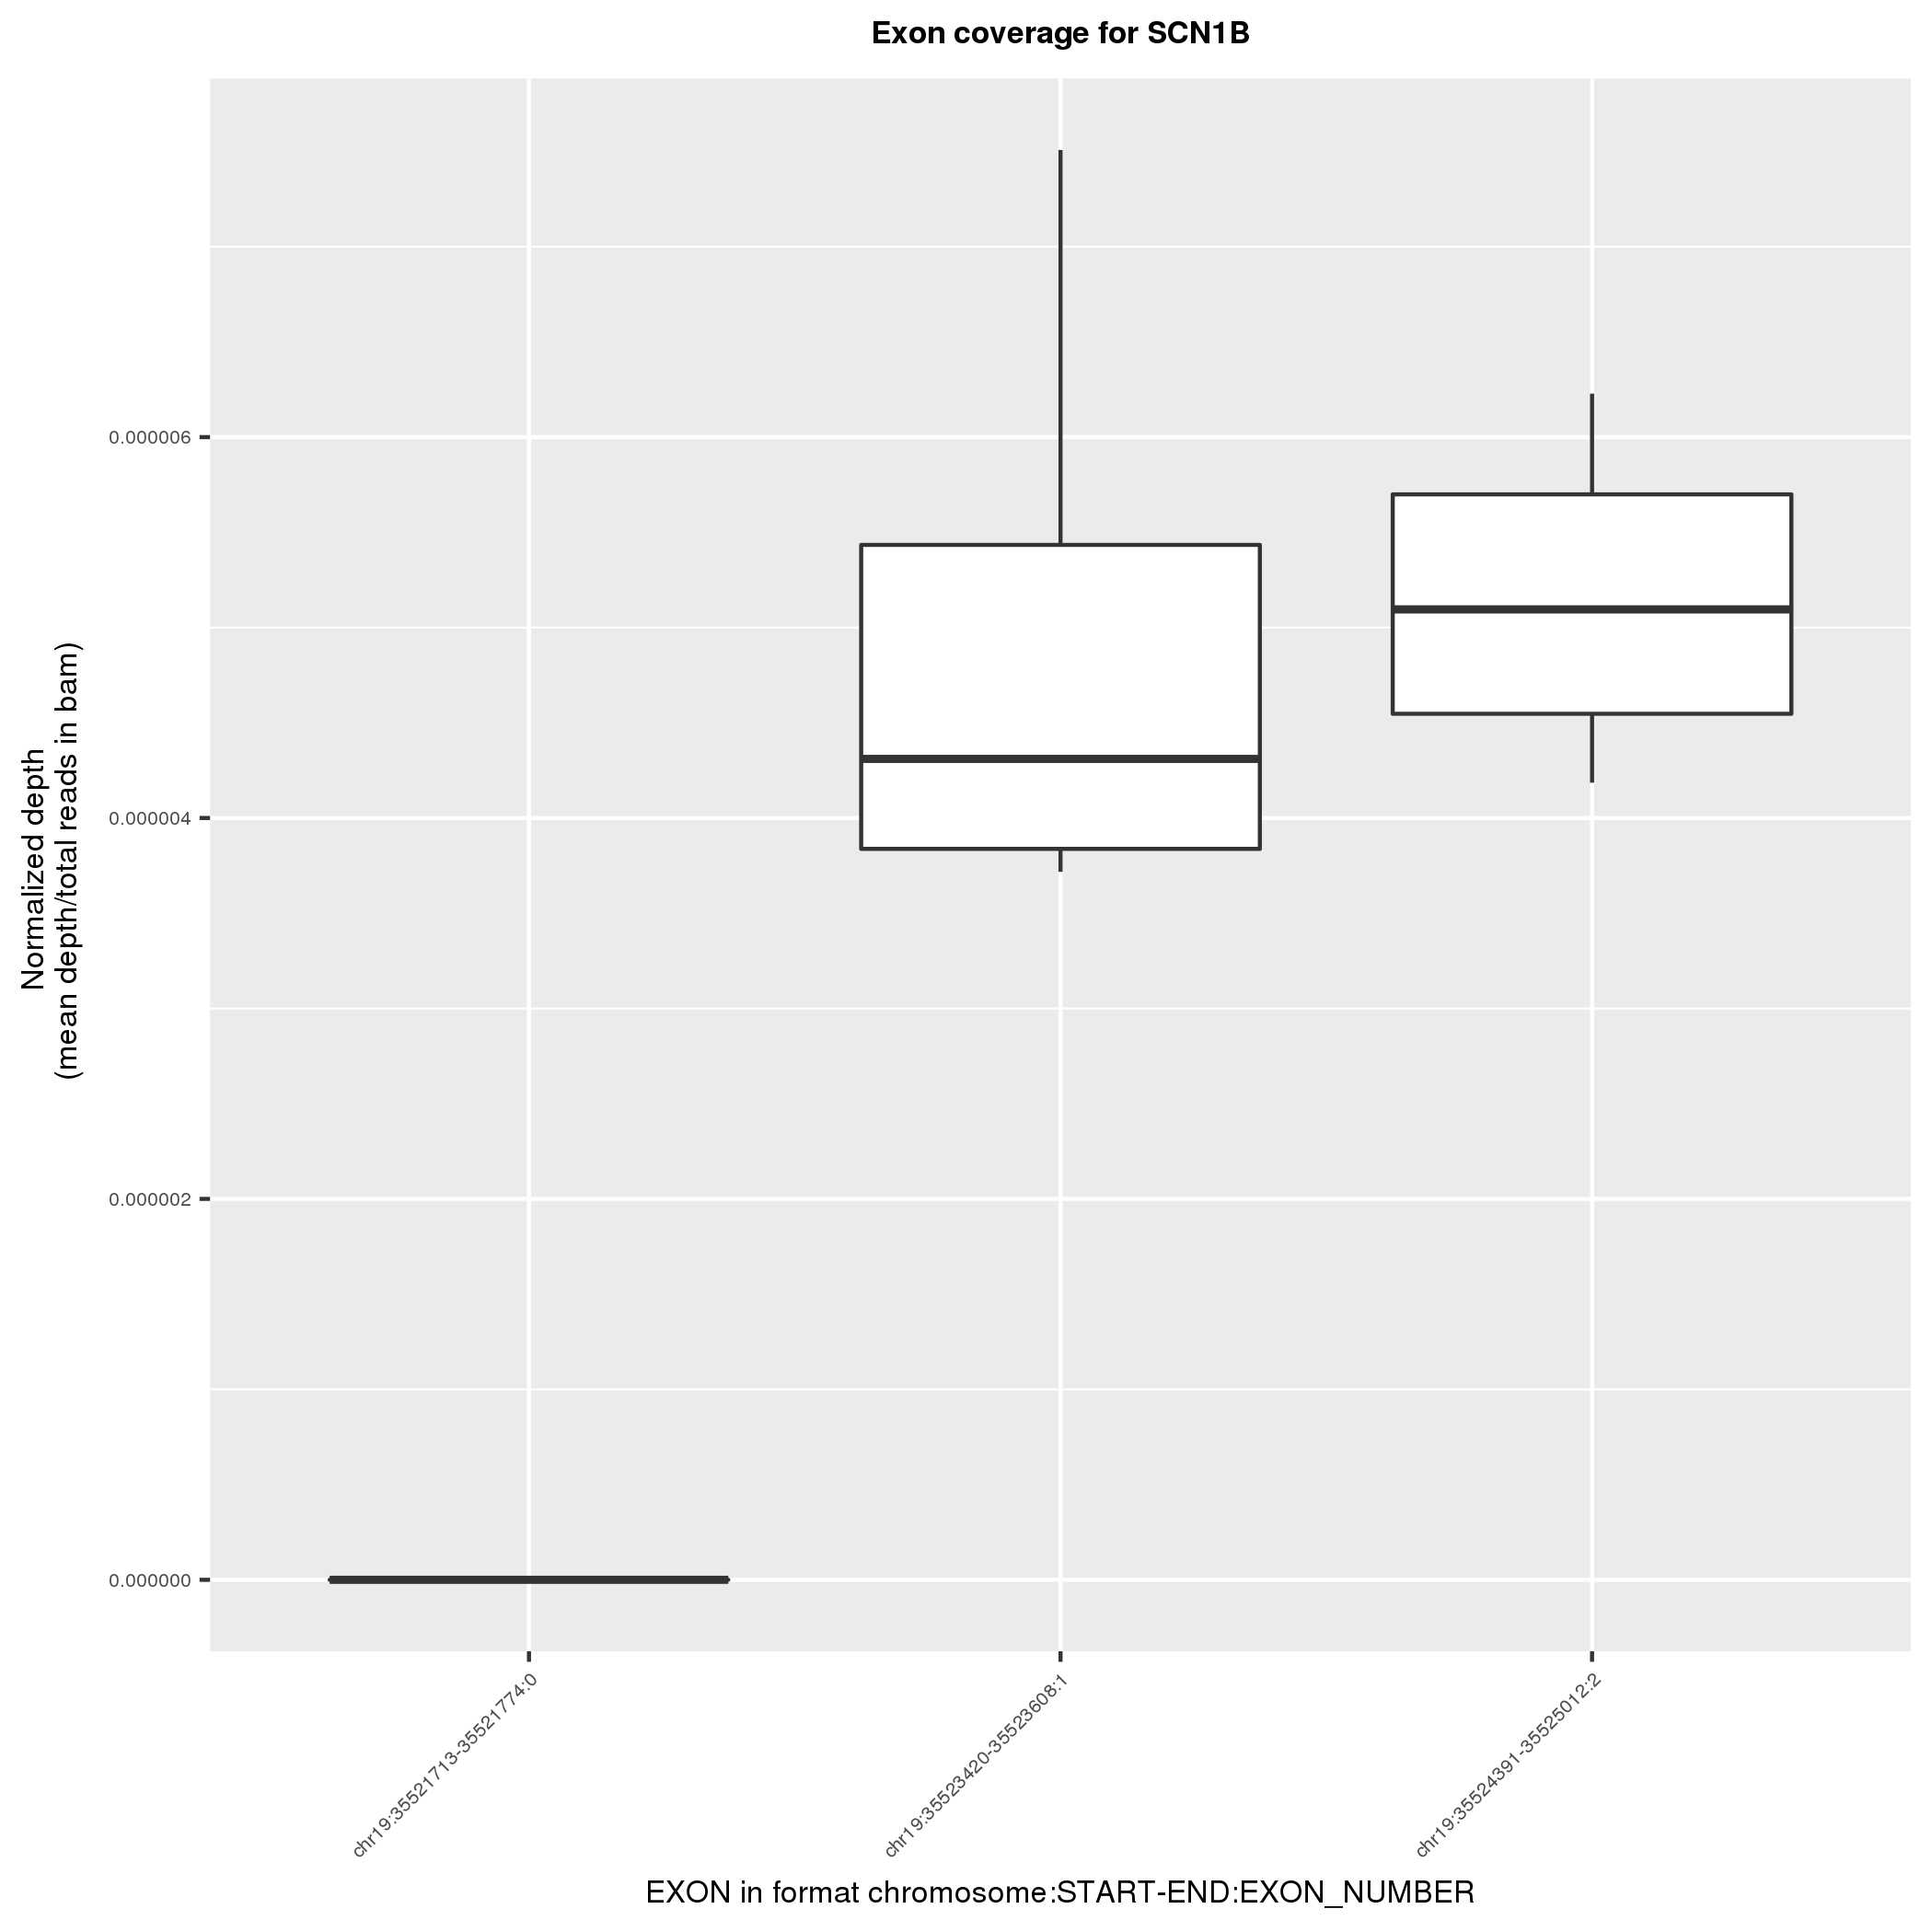 Exon coverage for SCN1B
Normalized depth
(mean depth/total reads in bam)
0.000006
0.000004
0.000002
0.000000
chr19:35521713-35521774:0
chr19:35523420-35523608:1
chr19:35524391-35525012:2
EXON in format chromosome:START-END:EXON_NUMBER